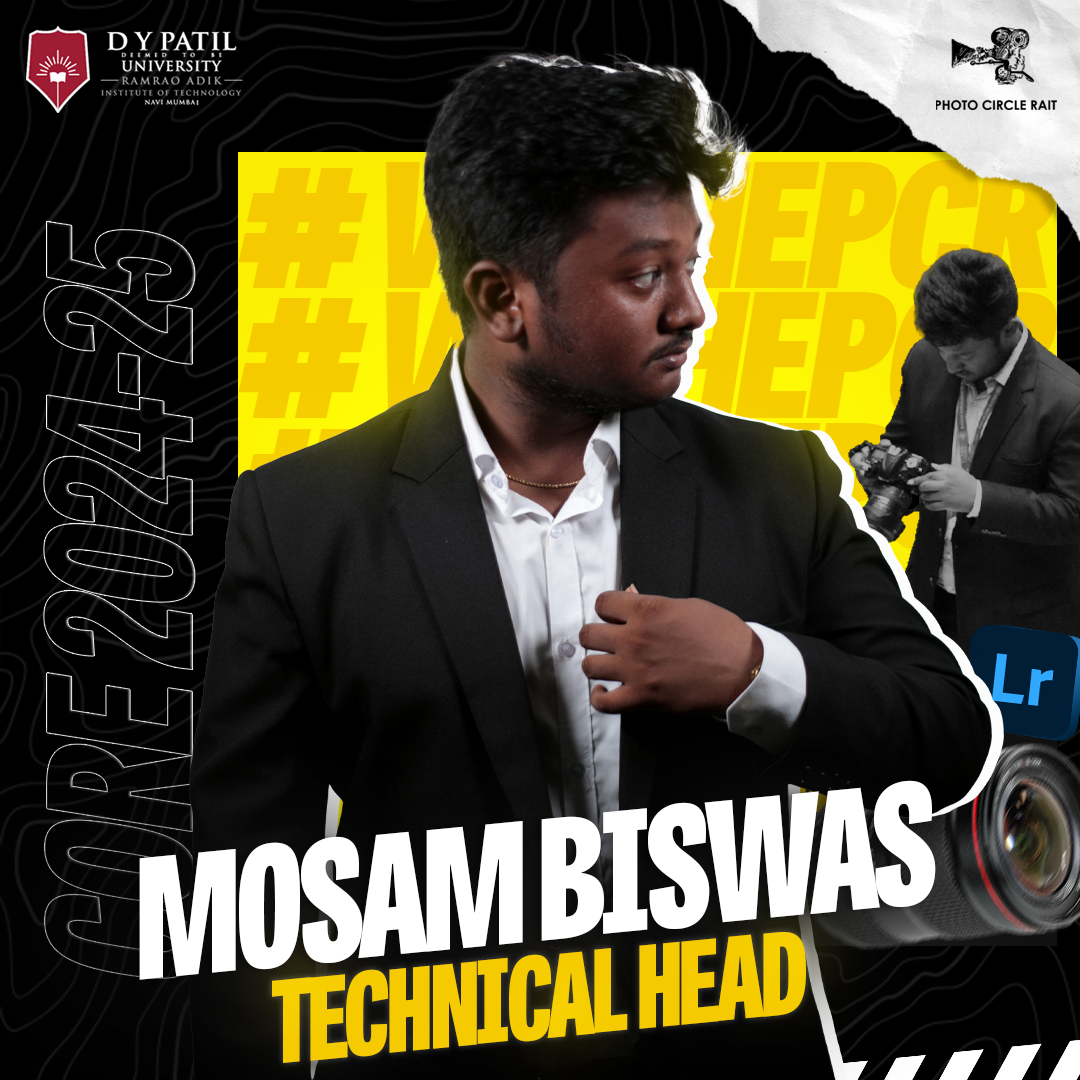 D Y PATIL
DEEMED TO BE
UNIVERSITY
RAMRAO ADIK
INSTITUTE OF TECHNOLOGY
NAVI MUMBAI
PHOTO CIRCLE RAIT
CORE 2024-25
Lr
MOSAM BISWAS
TECHNICAL HEAD